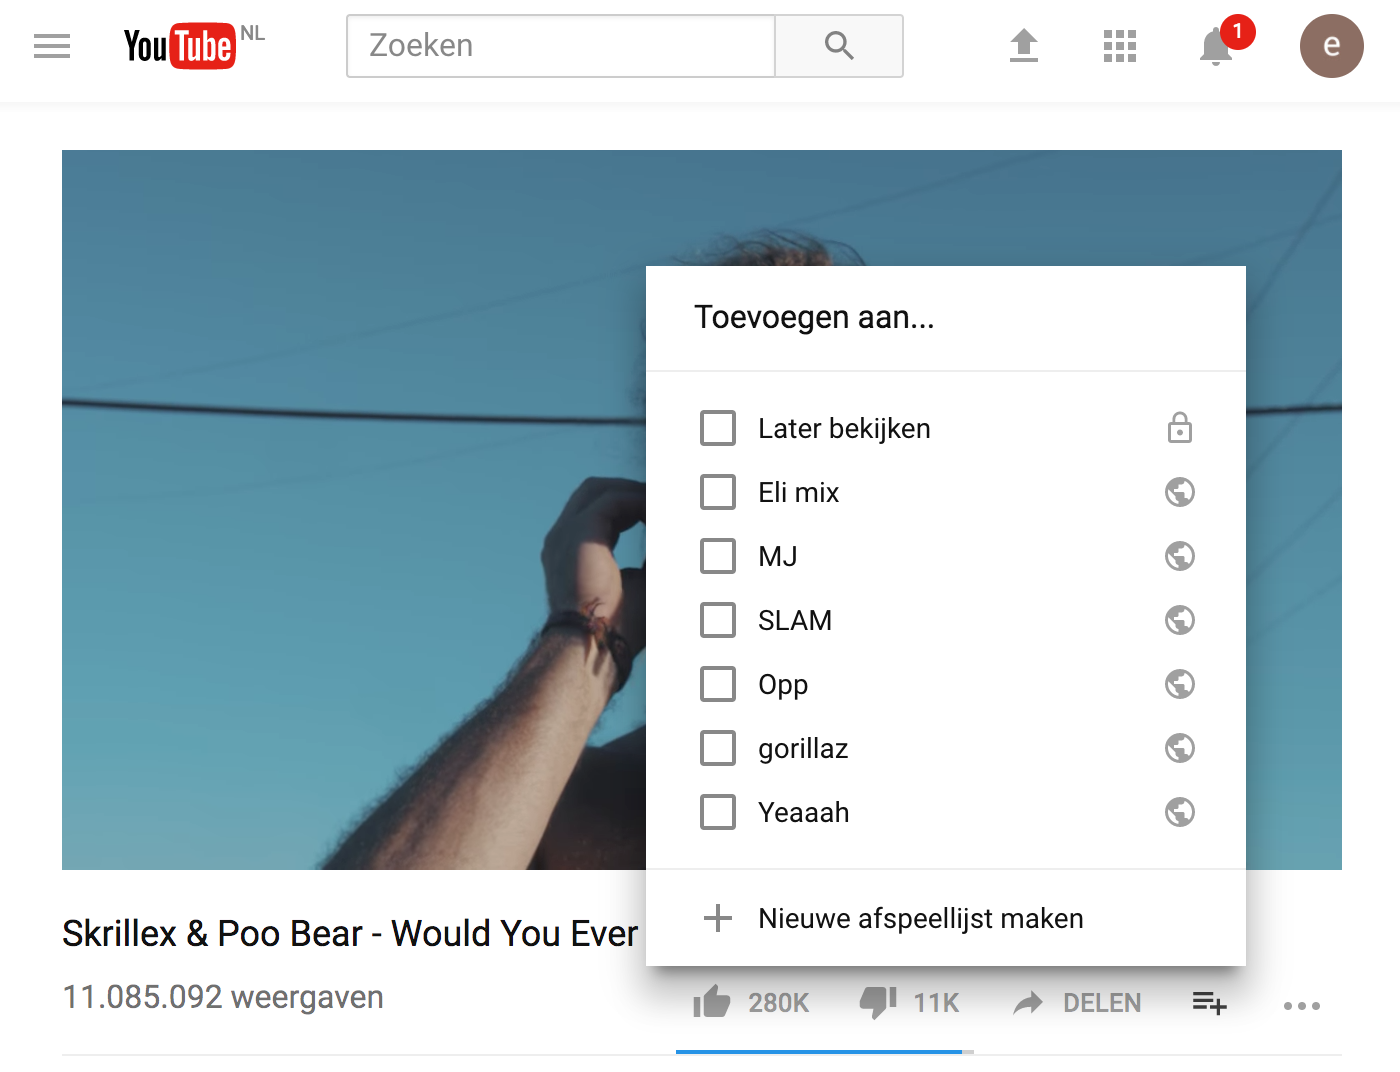 YouTube NL
Zoeken
1
e
Toevoegen aan...
Later bekijken
Eli mix
MJ
SLAM
Opp
gorillaz
Yeaaah
Nieuwe afspeellijst maken
Skrillex & Poo Bear - Would You Ever
11.085.092 weergaven
280K
11K
DELEN